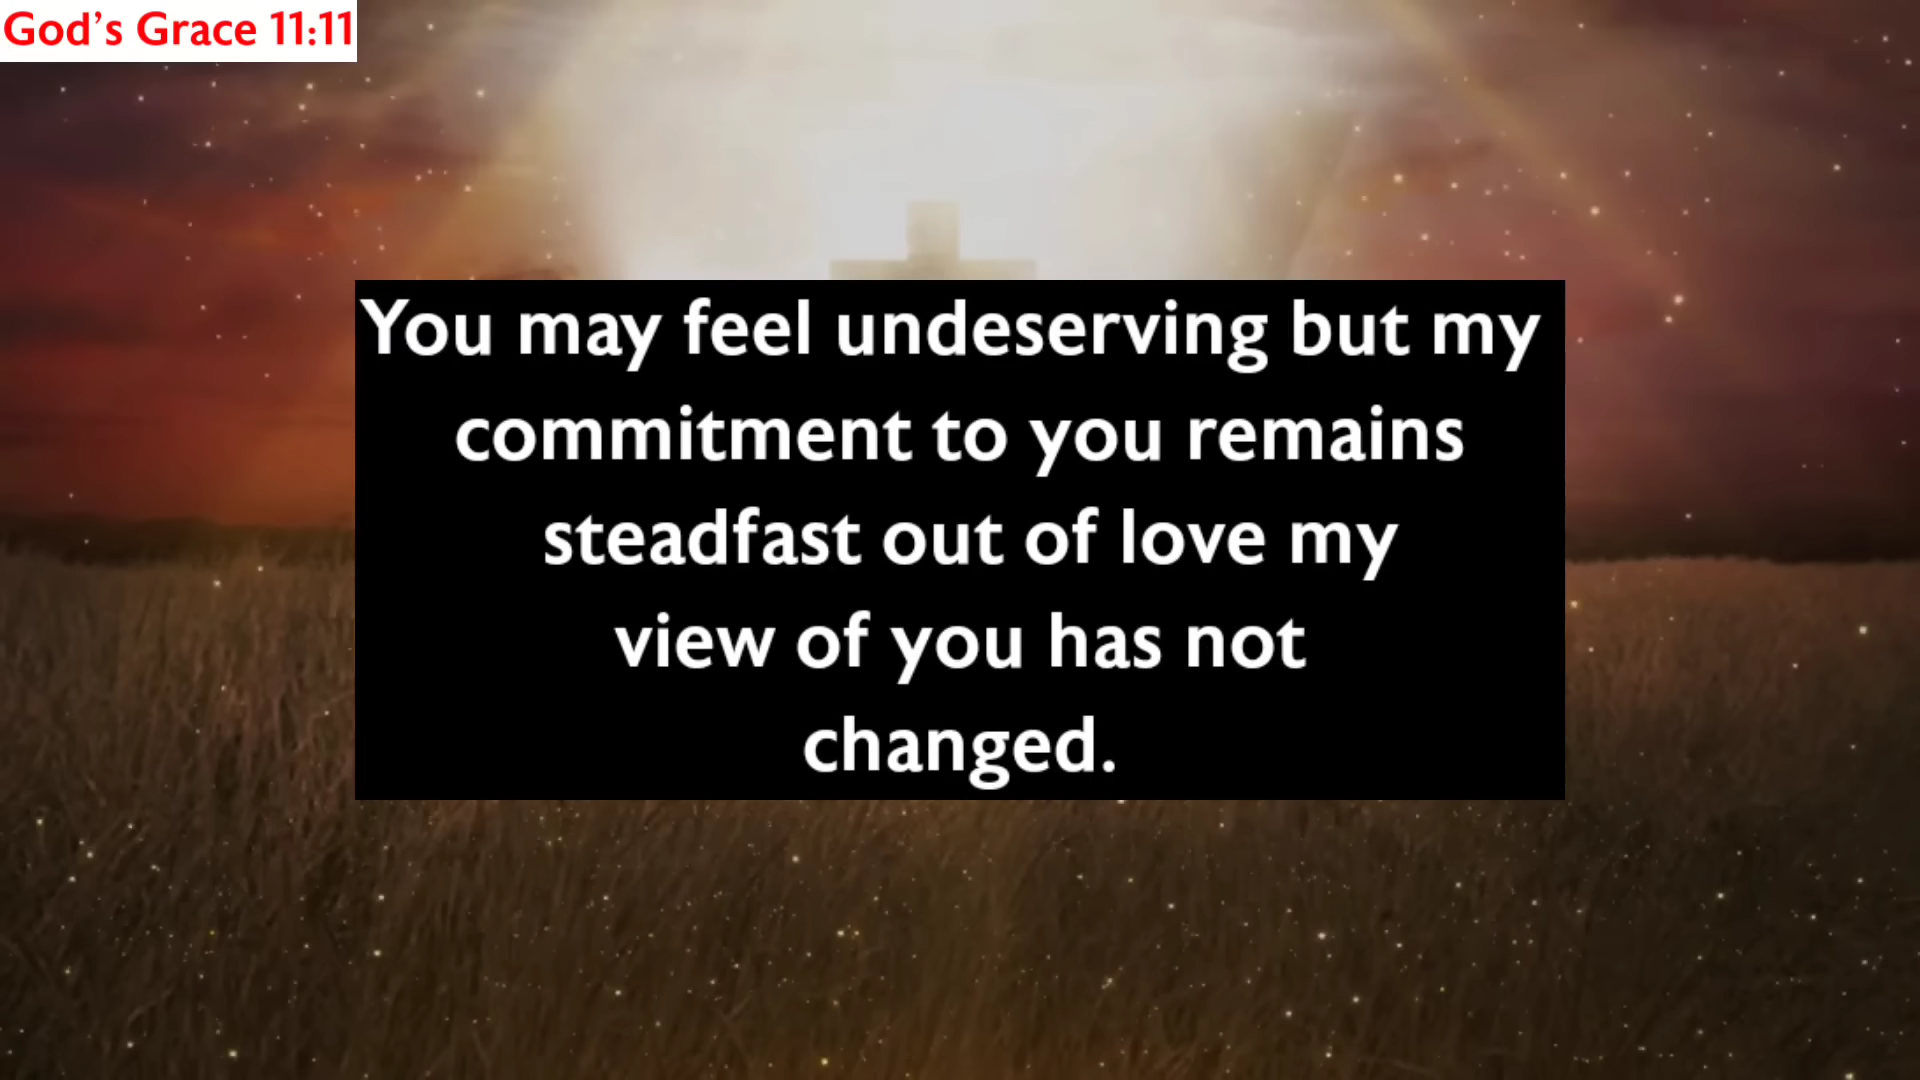 God’s Grace 11:11
You may feel undeserving but my
commitment to you remains
steadfast out of love my
view of you has not
changed.